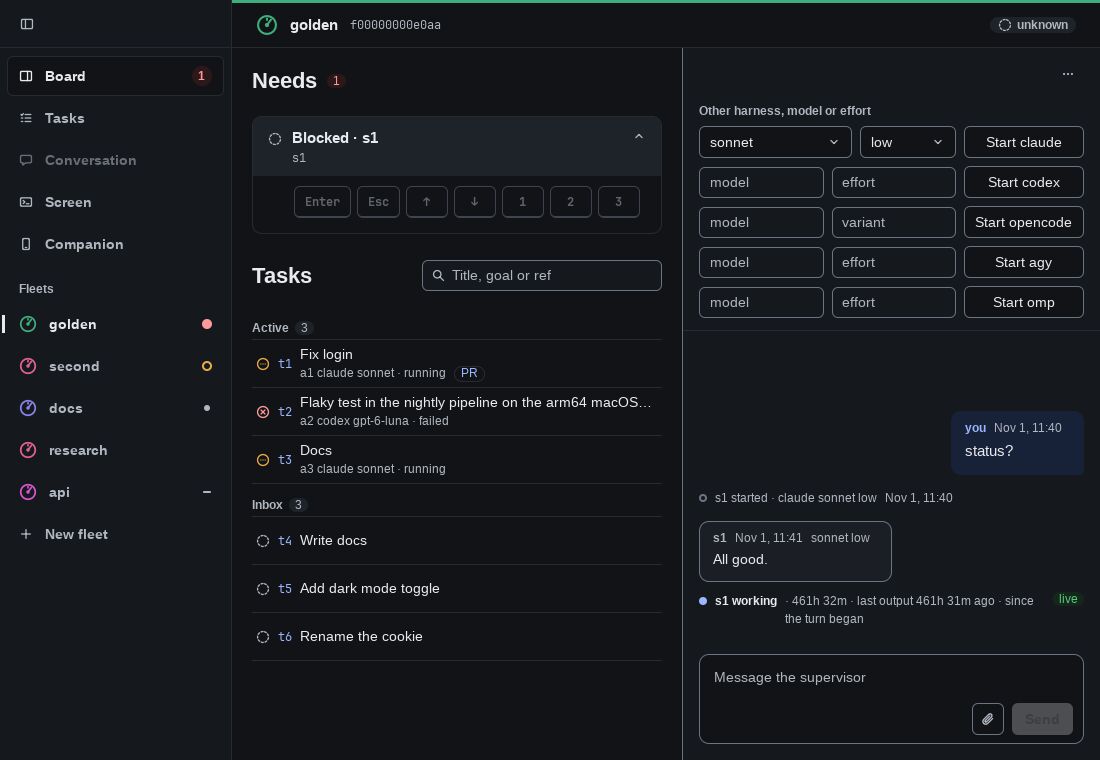 golden f00000000e0aa
unknown
Board 1
Tasks
Conversation
Screen
Companion
Fleets
golden
second
docs
research
api
New fleet
Needs 1
Blocked · s1
s1
Enter Esc ↑ ↓ 1 2 3
Tasks
Title, goal or ref
Active 3
t1 Fix login
a1 claude sonnet · running PR
t2 Flaky test in the nightly pipeline on the arm64 macOS…
a2 codex gpt-6-luna · failed
t3 Docs
a3 claude sonnet · running
Inbox 3
t4 Write docs
t5 Add dark mode toggle
t6 Rename the cookie
…
Other harness, model or effort
sonnet low Start claude
model effort Start codex
model variant Start opencode
model effort Start agy
model effort Start omp
you Nov 1, 11:40
status?
s1 started · claude sonnet low Nov 1, 11:40
s1 Nov 1, 11:41 sonnet low
All good.
s1 working · 461h 32m · last output 461h 31m ago · since
the turn began
live
Message the supervisor
Send